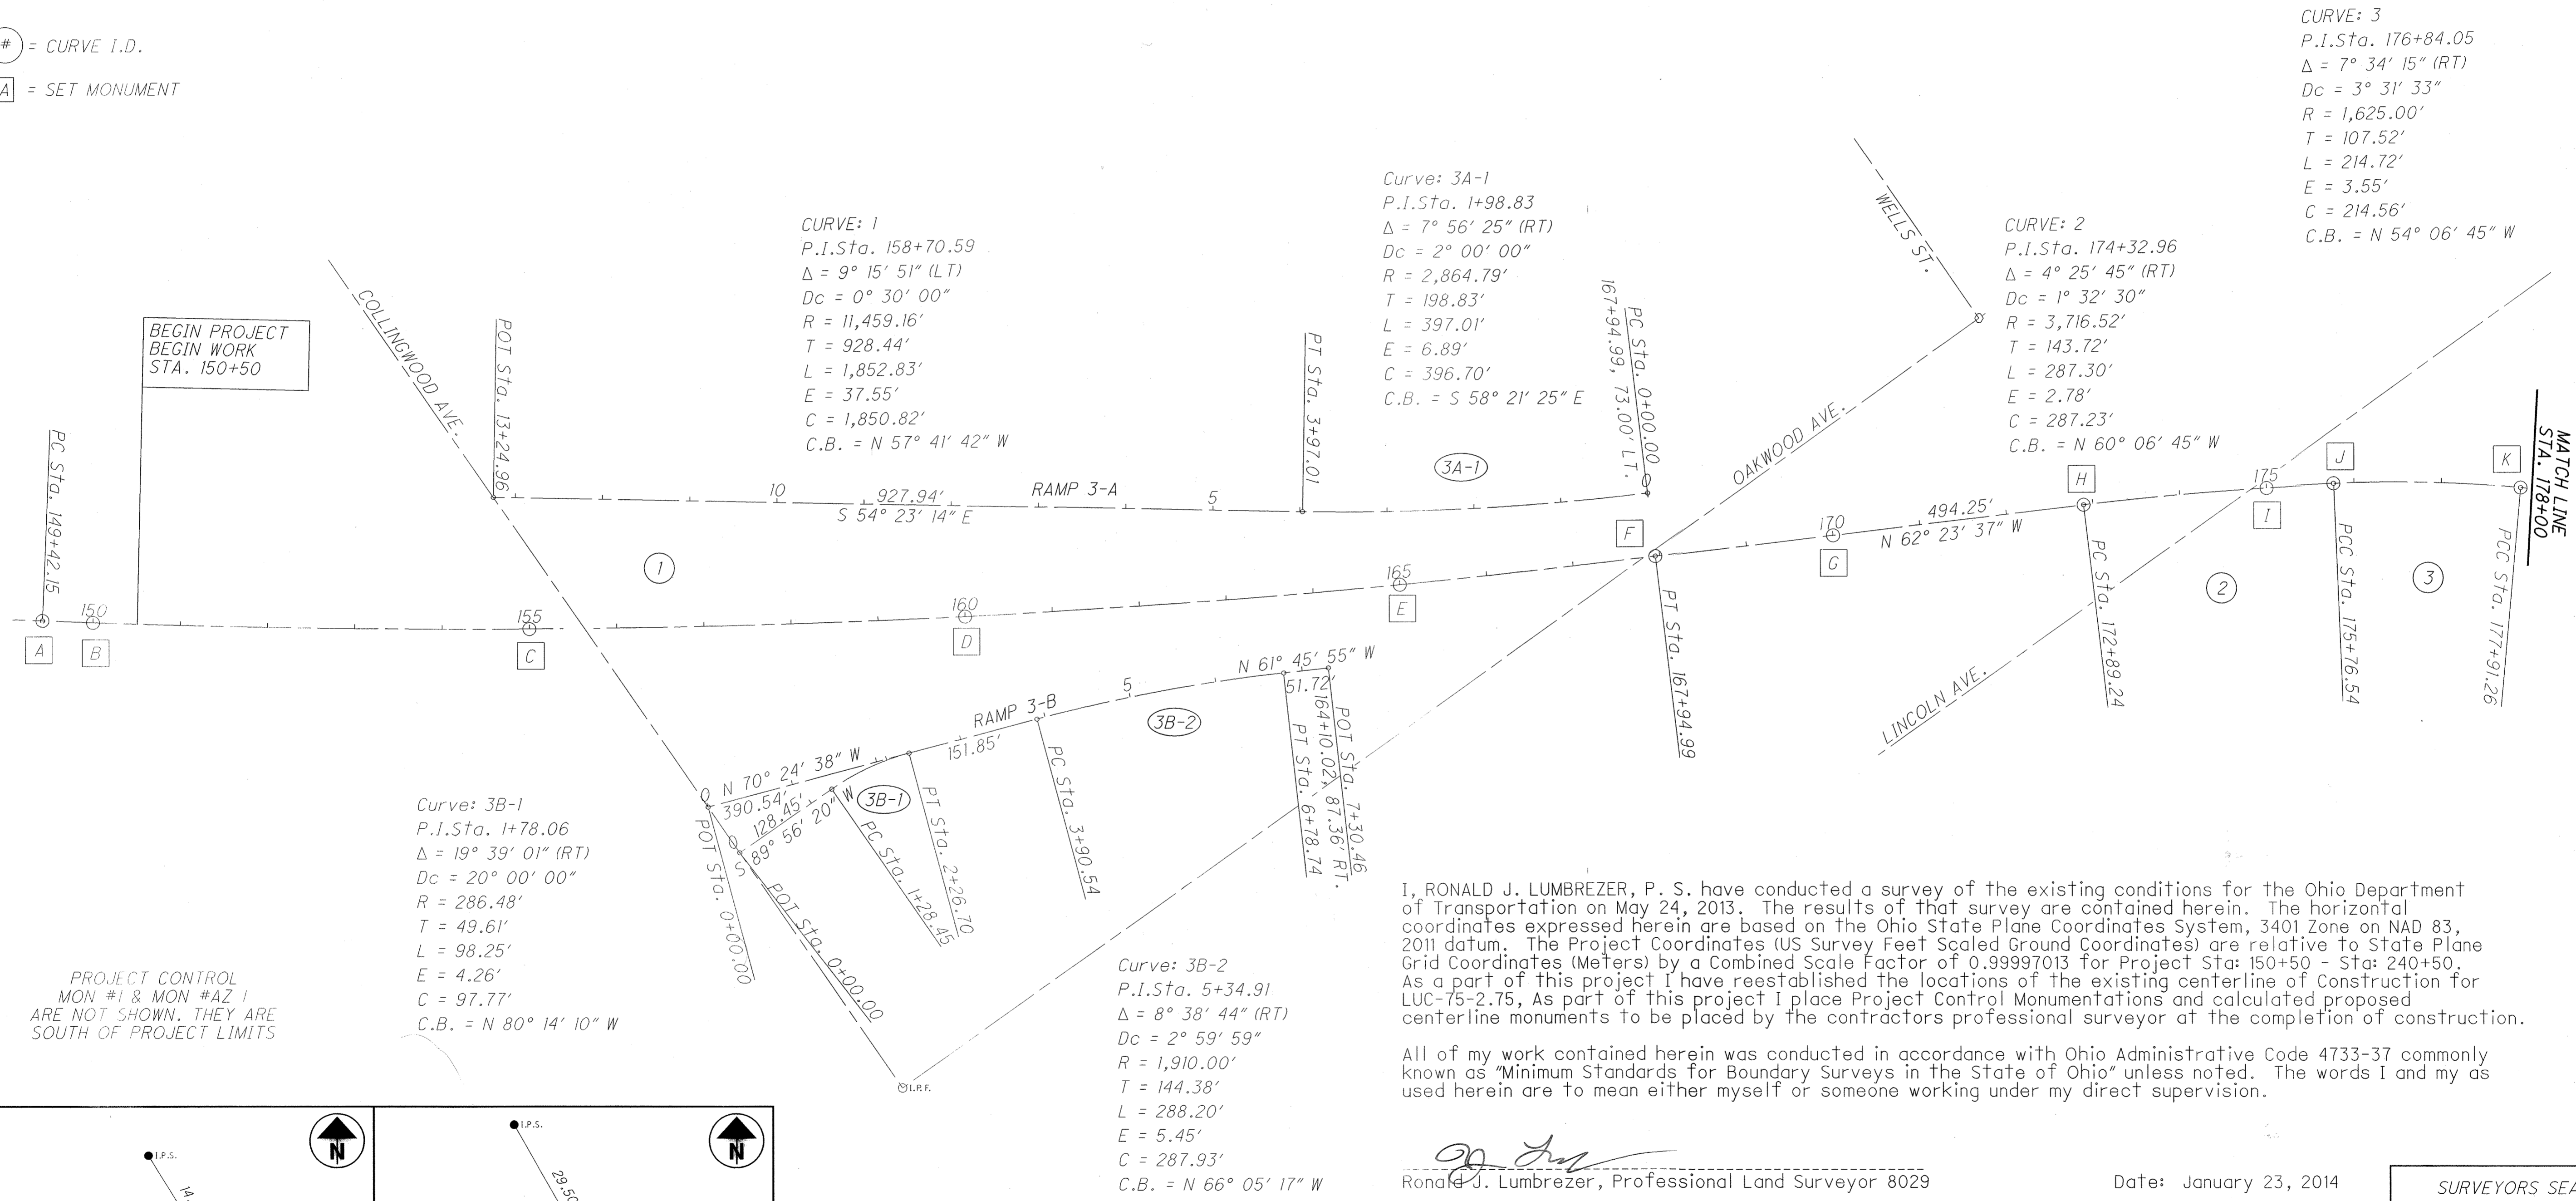 # = CURVE I.D.
A = SET MONUMENT
BEGIN PROJECT
BEGIN WORK
STA. 150+50
COLLINGWOOD AVE.
PC Sta. 149+42.15
POT Sta. 13+24.96
CURVE: 1
P.I.Sta. 158+70.59
Δ = 9° 15' 51" (LT)
Dc = 0° 30' 00"
R = 11,459.16'
T = 928.44'
L = 1,852.83'
E = 37.55'
C = 1,850.82'
C.B. = N 57° 41' 42" W
Curve: 3A-1
P.I.Sta. 1+98.83
Δ = 7° 56' 25" (RT)
Dc = 2° 00' 00"
R = 2,864.79'
T = 198.83'
L = 397.01'
E = 6.89'
C = 396.70'
C.B. = S 58° 21' 25" E
PT Sta. 3+97.01
PC Sta. 0+00.00
167+94.99, 73.00' LT.
WELLS ST.
OAKWOOD AVE.
CURVE: 2
P.I.Sta. 174+32.96
Δ = 4° 25' 45" (RT)
Dc = 1° 32' 30"
R = 3,716.52'
T = 143.72'
L = 287.30'
E = 2.78'
C = 287.23'
C.B. = N 60° 06' 45" W
CURVE: 3
P.I.Sta. 176+84.05
Δ = 7° 34' 15" (RT)
Dc = 3° 31' 33"
R = 1,625.00'
T = 107.52'
L = 214.72'
E = 3.55'
C = 214.56'
C.B. = N 54° 06' 45" W
MATCH LINE
STA. 178+00
10
927.94'
S 54° 23' 14" E
RAMP 3-A
5
3A-1
1
A
150
B
155
C
160
D
165
E
F
170
G
494.25'
N 62° 23' 37" W
H
175
I
J
K
2
3
PT Sta. 167+94.99
PC Sta. 172+89.24
PCC Sta. 175+76.54
PCC Sta. 177+91.26
LINCOLN AVE.
N 61° 45' 55" W
51.72'
5
RAMP 3-B
151.85'
3B-2
3B-1
N 70° 24' 38" W
390.54'
128.45'
S 89° 56' 20" W
POT Sta. 0+00.00
POT Sta. 0+00.00
PC Sta. 1+28.45
PT Sta. 2+26.70
PC Sta. 3+90.54
PT Sta. 6+78.74
164+10.02, 87.36' RT.
POT Sta. 7+30.46
I.P.F.
Curve: 3B-1
P.I.Sta. 1+78.06
Δ = 19° 39' 01" (RT)
Dc = 20° 00' 00"
R = 286.48'
T = 49.61'
L = 98.25'
E = 4.26'
C = 97.77'
C.B. = N 80° 14' 10" W
PROJECT CONTROL
MON #1 & MON #AZ 1
ARE NOT SHOWN. THEY ARE
SOUTH OF PROJECT LIMITS
Curve: 3B-2
P.I.Sta. 5+34.91
Δ = 8° 38' 44" (RT)
Dc = 2° 59' 59"
R = 1,910.00'
T = 144.38'
L = 288.20'
E = 5.45'
C = 287.93'
C.B. = N 66° 05' 17" W
I, RONALD J. LUMBREZER, P. S. have conducted a survey of the existing conditions for the Ohio Department
of Transportation on May 24, 2013. The results of that survey are contained herein. The horizontal
coordinates expressed herein are based on the Ohio State Plane Coordinates System, 3401 Zone on NAD 83,
2011 datum. The Project Coordinates (US Survey Feet Scaled Ground Coordinates) are relative to State Plane
Grid Coordinates (Meters) by a Combined Scale Factor of 0.99997013 for Project Sta: 150+50 - Sta: 240+50.
As a part of this project I have reestablished the locations of the existing centerline of Construction for
LUC-75-2.75, As part of this project I place Project Control Monumentations and calculated proposed
centerline monuments to be placed by the contractors professional surveyor at the completion of construction.
All of my work contained herein was conducted in accordance with Ohio Administrative Code 4733-37 commonly
known as "Minimum Standards for Boundary Surveys in the State of Ohio" unless noted. The words I and my as
used herein are to mean either myself or someone working under my direct supervision.
Ronald J. Lumbrezer, Professional Land Surveyor 8029
Date: January 23, 2014
SURVEYORS SEA
I.P.S.
14.
N
I.P.S.
29.50
N